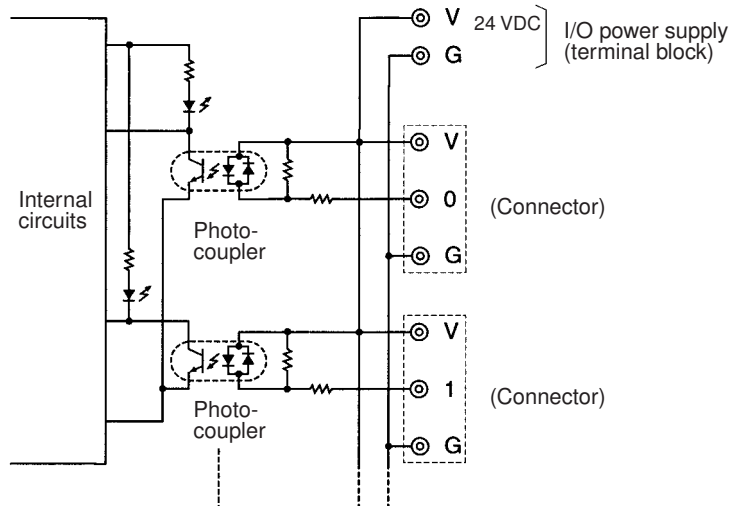 V 24 VDC
I/O power supply
(terminal block)
G
V
Internal
circuits
0
(Connector)
Photo-
coupler
G
V
1
(Connector)
Photo-
coupler
G